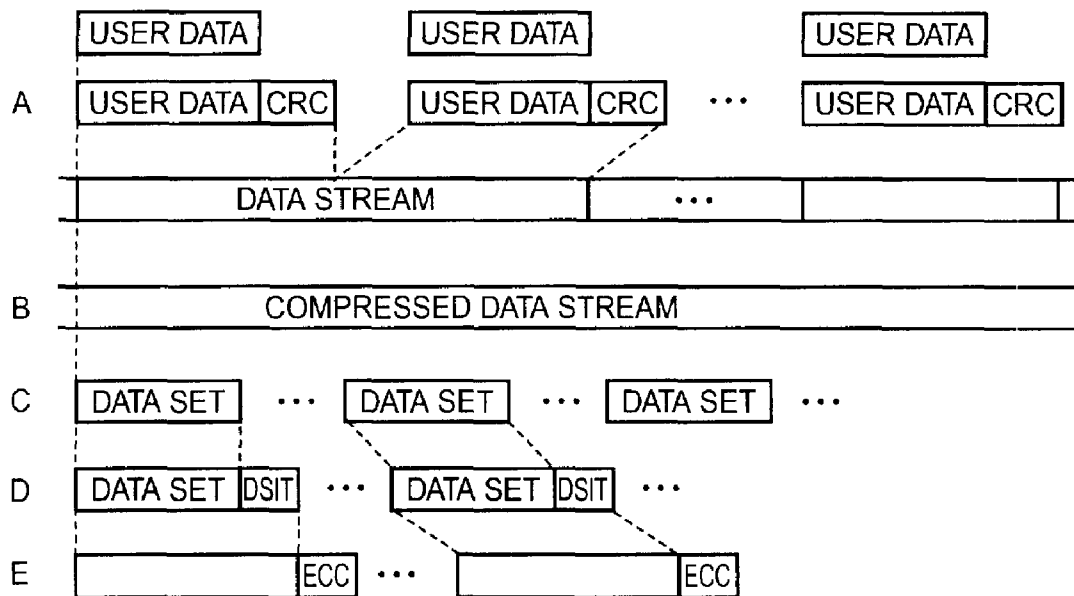 USER DATA USER DATA USER DATA
A USER DATA CRC USER DATA CRC ... USER DATA CRC
DATA STREAM ...
B COMPRESSED DATA STREAM
C DATA SET ... DATA SET ... DATA SET ...
D DATA SET DSIT ... DATA SET DSIT ...
E ECC ... ECC